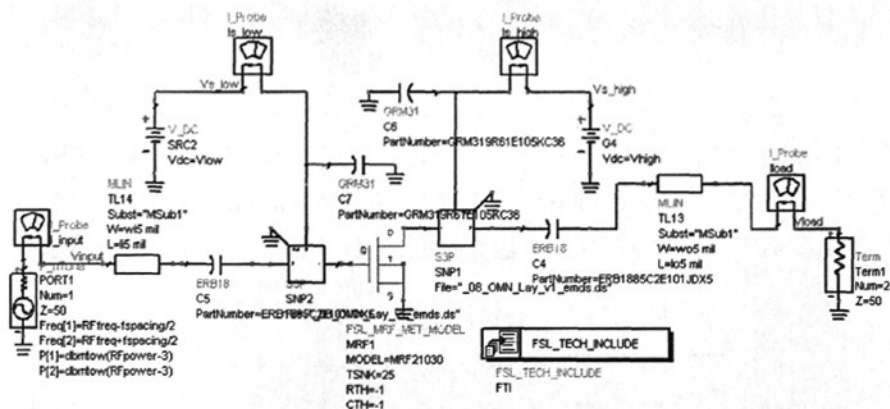 I_Probe
Is_low
I_Probe
Is_high
Vs_low
Vs_high
V_DC
SRC2
Vdc=Vlow
GRM31
C6
PartNumber=GRM319R61E105KC36
V_DC
G4
Vdc=Vhigh
GRM31
C7
PartNumber=GRM319R61E105KC36
I_Probe
Iload
Vload
MLIN
TL14
Subst="MSub1"
W=wi5 mil
L=li5 mil
MLIN
TL13
Subst="MSub1"
W=wo5 mil
L=lo5 mil
I_Probe
I_input
Vinput
PORT1
Num=1
Z=50
Freq[1]=RFfreq-fspacing/2
Freq[2]=RFfreq+fspacing/2
P[1]=dbmtow(RFpower-3)
P[2]=dbmtow(RFpower-3)
ERB18
C5
S3P
SNP2
D
G
T
S
S3P
SNP1
File="_08_OMN_Lay_v1_emds.ds"
ERB18
C4
PartNumber=ERB1885C2E101JDX5
Term
Term1
Num=2
Z=50
FSL_MRF_MET_MODEL
MRF1
MODEL=MRF21030
TSNK=25
RTH=-1
CTH=-1
FSL_TECH_INCLUDE
FSL_TECH_INCLUDE
FTI